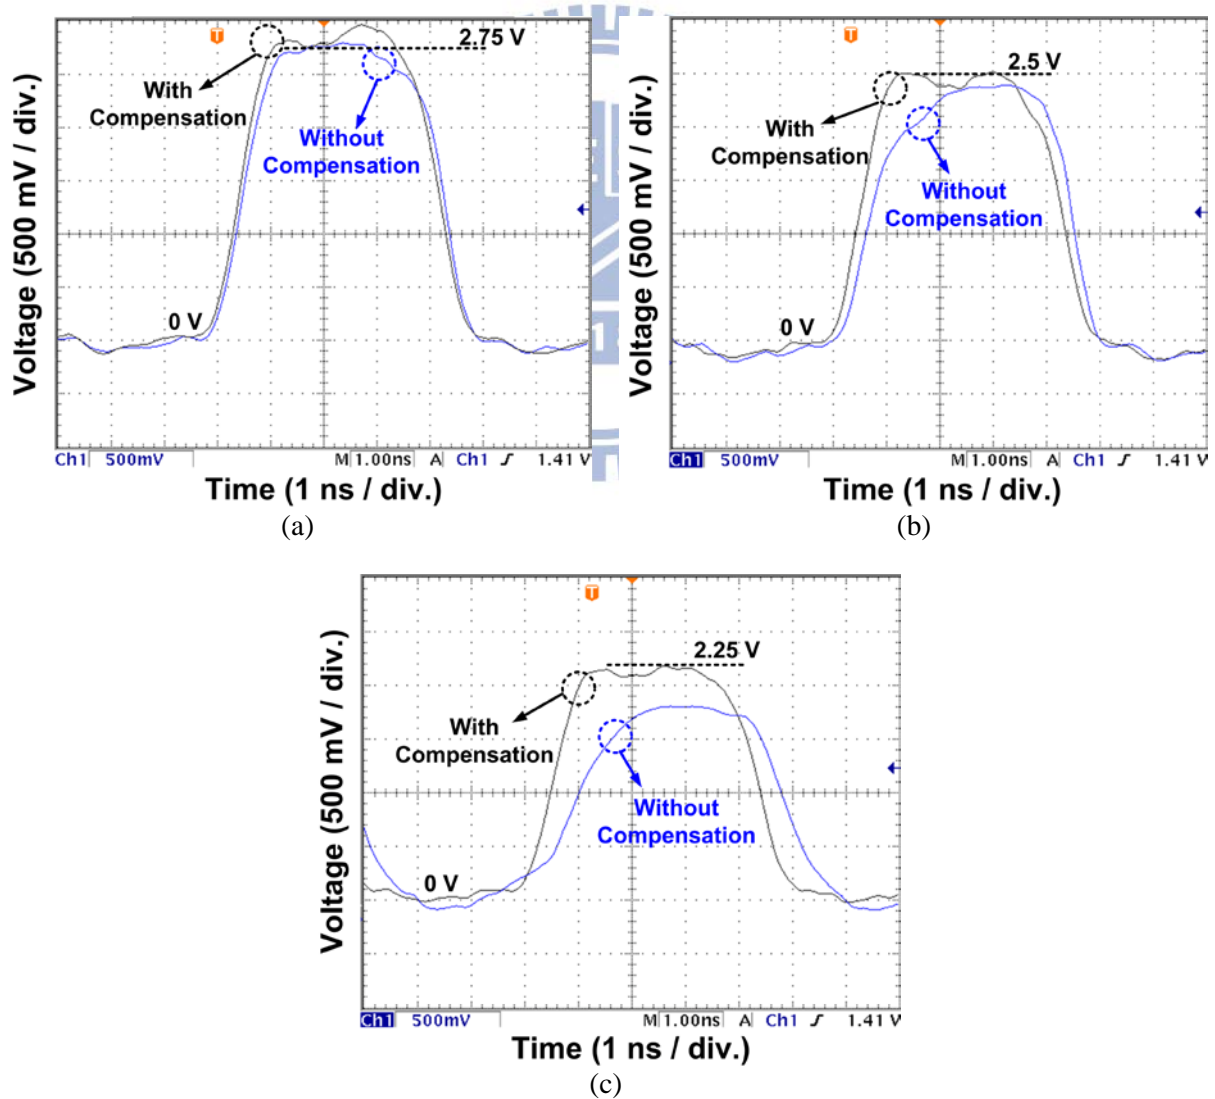 T
2.75 V
With
Compensation
Without
Compensation
0 V
Voltage (500 mV / div.)
Ch1 500mV M 1.00ns A Ch1 ʃ 1.41 V
Time (1 ns / div.)
(a)
T
2.5 V
With
Compensation
Without
Compensation
0 V
Voltage (500 mV / div.)
Ch1 500mV M 1.00ns A Ch1 ʃ 1.41 V
Time (1 ns / div.)
(b)
T
2.25 V
With
Compensation
Without
Compensation
0 V
Voltage (500 mV / div.)
Ch1 500mV M 1.00ns A Ch1 ʃ 1.41 V
Time (1 ns / div.)
(c)